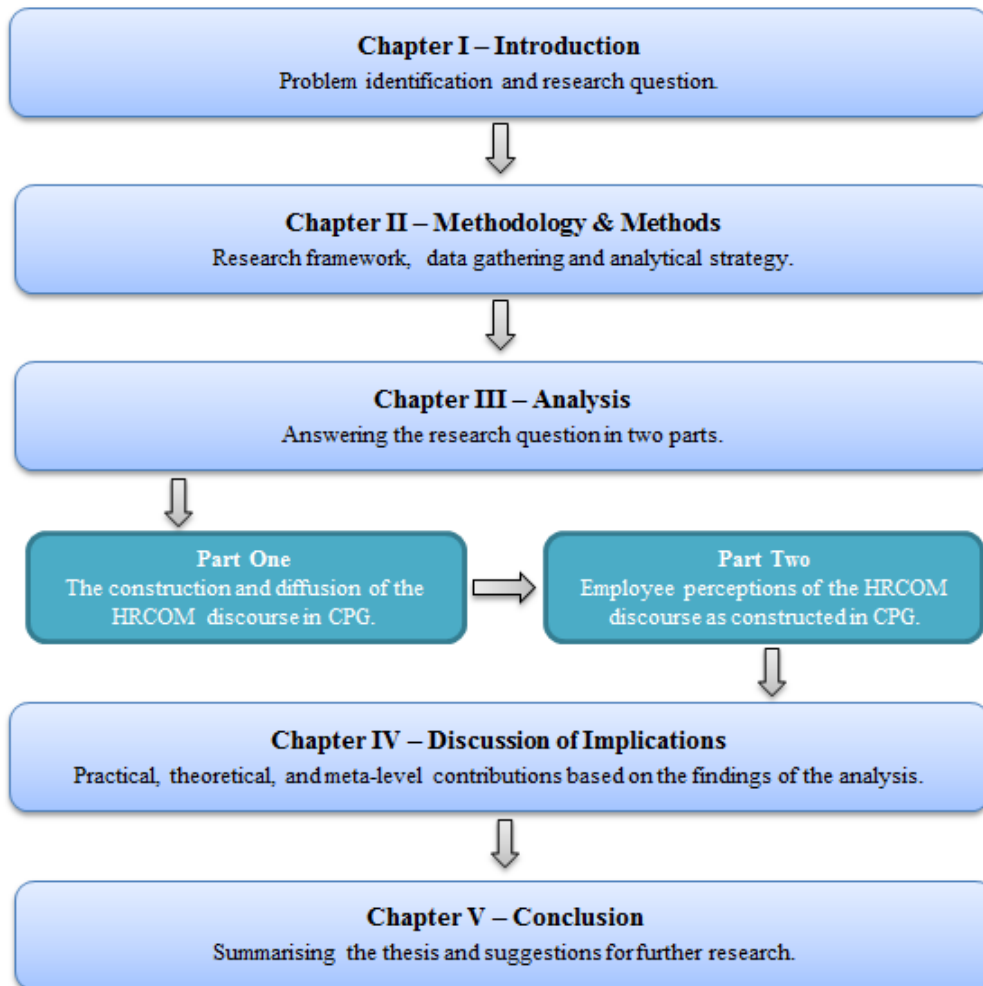 Chapter I – Introduction
Problem identification and research question.
Chapter II – Methodology & Methods
Research framework, data gathering and analytical strategy.
Chapter III – Analysis
Answering the research question in two parts.
Part One
The construction and diffusion of the
HRCOM discourse in CPG.
Part Two
Employee perceptions of the HRCOM
discourse as constructed in CPG.
Chapter IV – Discussion of Implications
Practical, theoretical, and meta-level contributions based on the findings of the analysis.
Chapter V – Conclusion
Summarising the thesis and suggestions for further research.